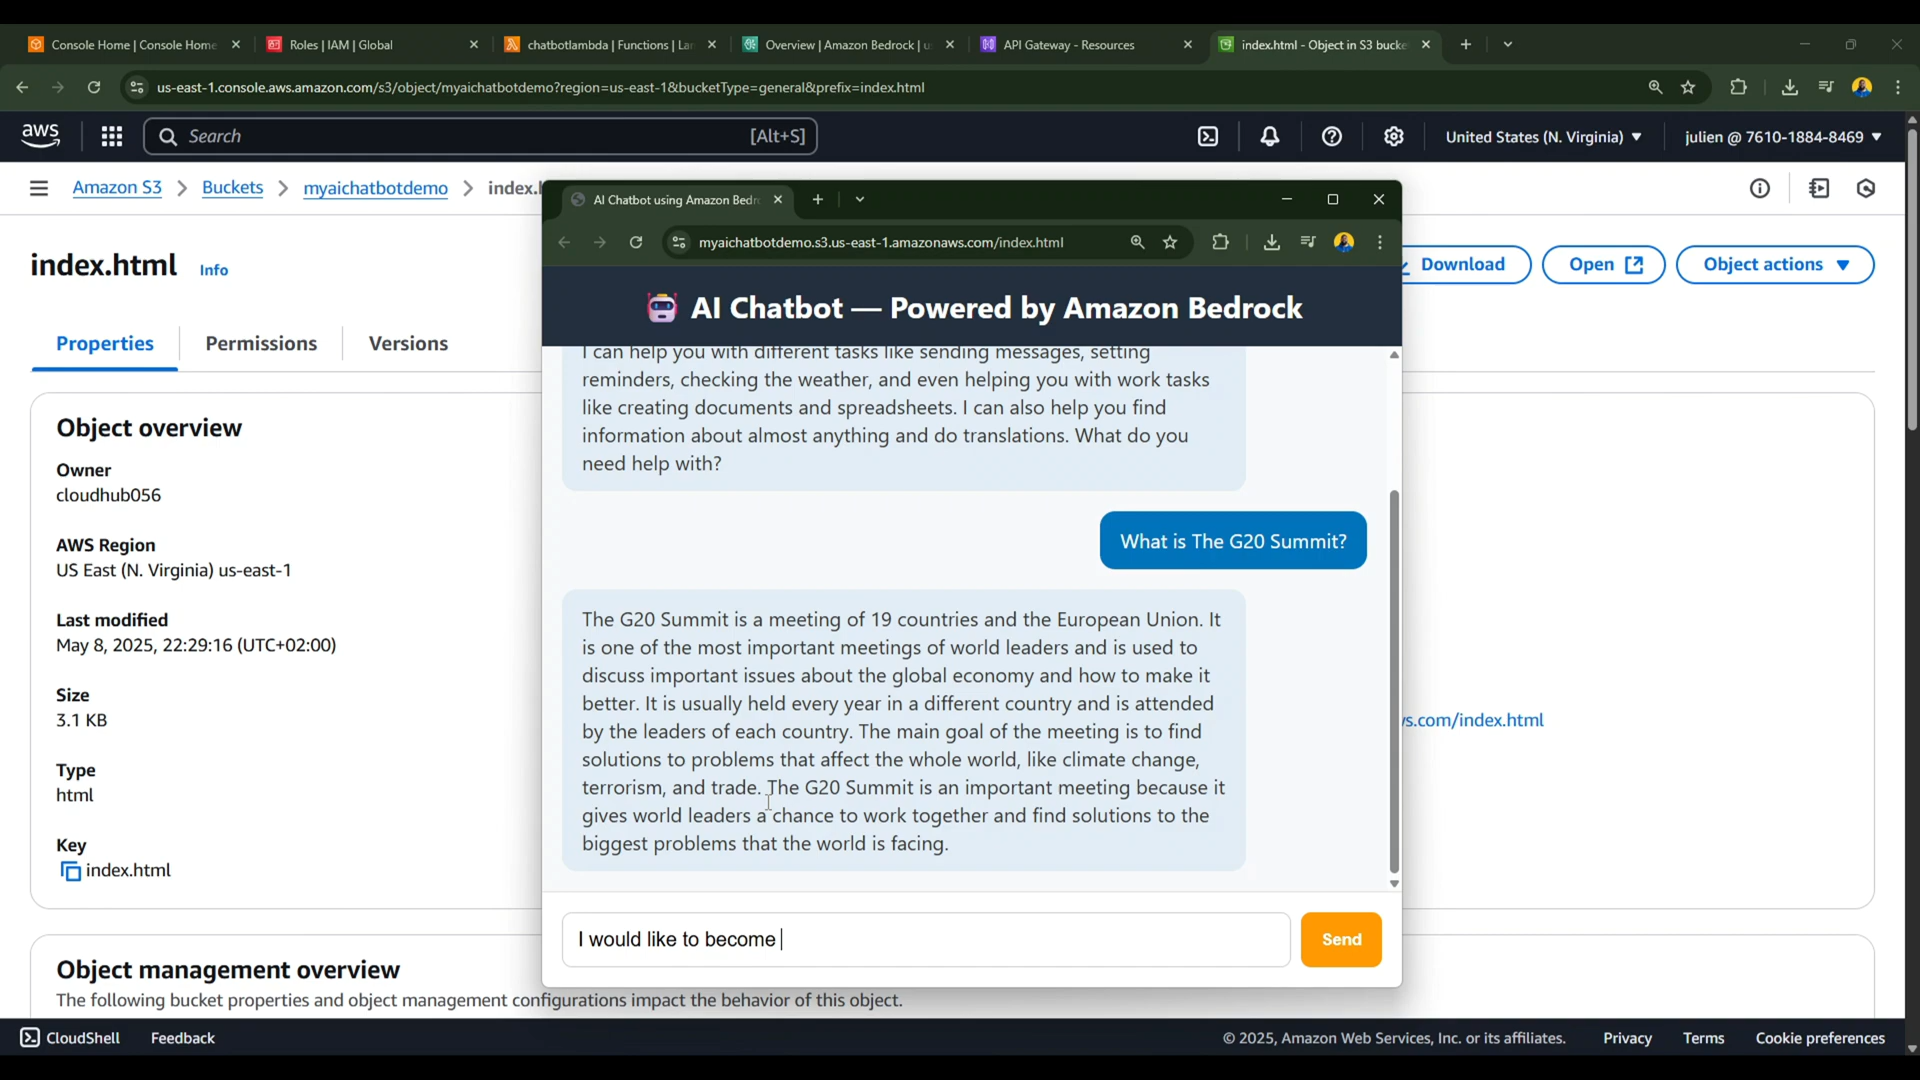 Console Home | Console Home
Roles | IAM | Global
chatbotlambda | Functions | Lar
Overview | Amazon Bedrock | u
API Gateway - Resources
index.html - Object in S3 bucke
us-east-1.console.aws.amazon.com/s3/object/myaichatbotdemo?region=us-east-1&bucketType=general&prefix=index.html
aws
Search
[Alt+S]
United States (N. Virginia)
julien @ 7610-1884-8469
Amazon S3
Buckets
myaichatbotdemo
index.h
AI Chatbot using Amazon Bedr
myaichatbotdemo.s3.us-east-1.amazonaws.com/index.html
index.html
Info
Download
Open
Object actions
Properties
Permissions
Versions
🤖 AI Chatbot — Powered by Amazon Bedrock
I can help you with different tasks like sending messages, setting
reminders, checking the weather, and even helping you with work tasks
like creating documents and spreadsheets. I can also help you find
information about almost anything and do translations. What do you
need help with?
What is The G20 Summit?
The G20 Summit is a meeting of 19 countries and the European Union. It
is one of the most important meetings of world leaders and is used to
discuss important issues about the global economy and how to make it
better. It is usually held every year in a different country and is attended
by the leaders of each country. The main goal of the meeting is to find
solutions to problems that affect the whole world, like climate change,
terrorism, and trade. The G20 Summit is an important meeting because it
gives world leaders a chance to work together and find solutions to the
biggest problems that the world is facing.
I would like to become
Send
Object overview
Owner
cloudhub056
AWS Region
US East (N. Virginia) us-east-1
Last modified
May 8, 2025, 22:29:16 (UTC+02:00)
Size
3.1 KB
Type
html
Key
index.html
ws.com/index.html
Object management overview
The following bucket properties and object management configurations impact the behavior of this object.
CloudShell
Feedback
© 2025, Amazon Web Services, Inc. or its affiliates.
Privacy
Terms
Cookie preferences